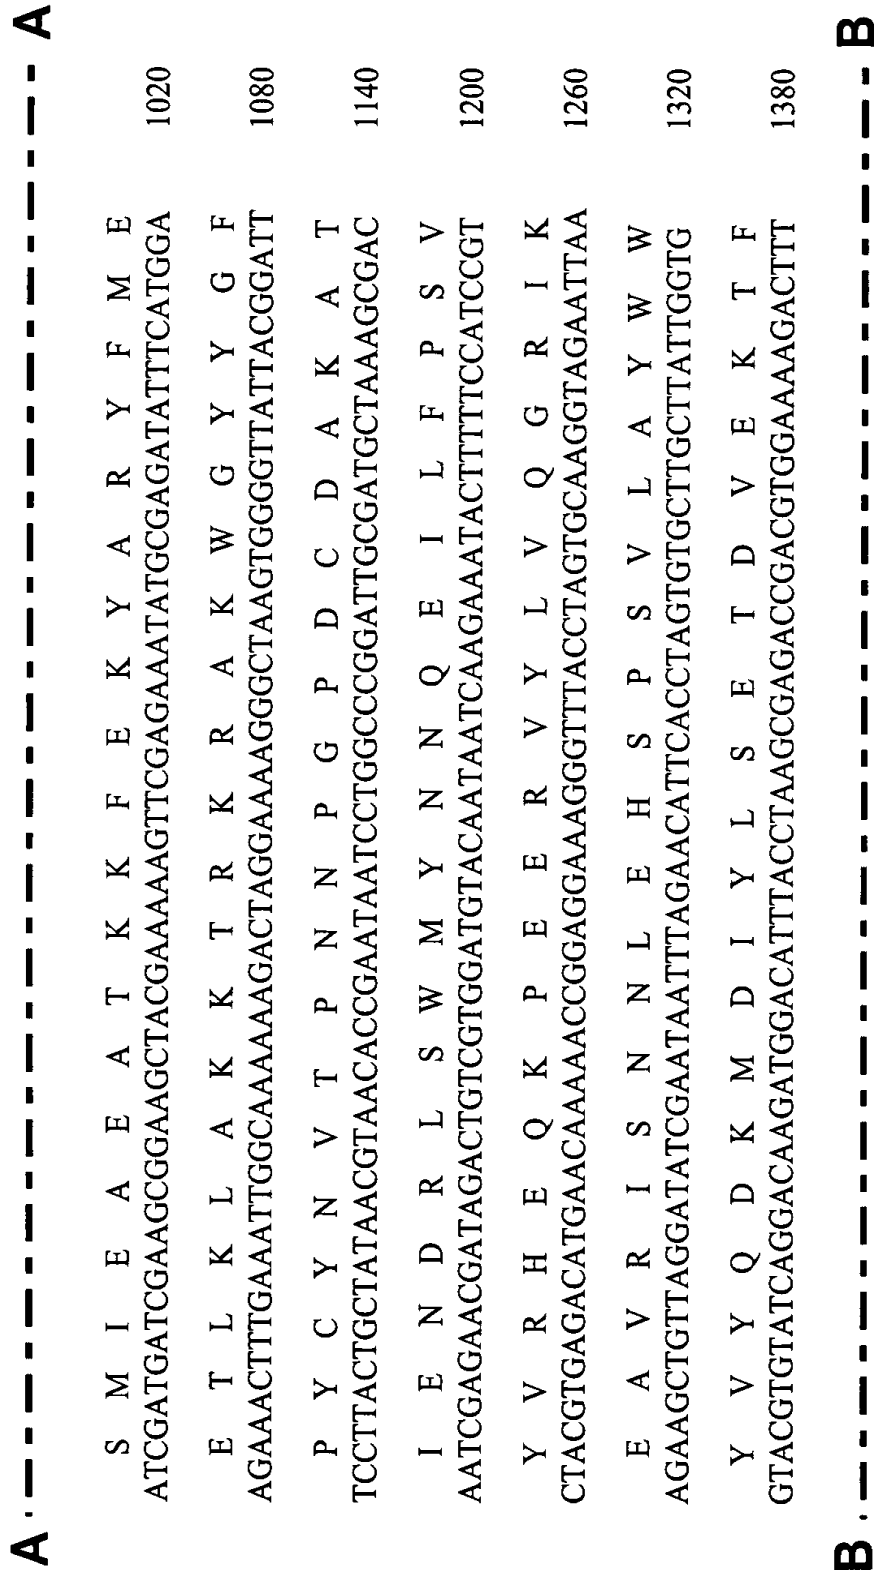 A A
S M I E A E A T K K F E K Y A R Y F M E
ATCGATGATCGAAGCGGAAGCTACGAAAAAGTTCGAGAAATATGCGAGATATTTCATGGA 1020
E T L K L A K K T R K R A K W G Y Y G F
AGAAACTTTGAAATTGGCAAAAAAGACTAGGAAAAGGGCTAAGTGGGGTTATTACGGATT 1080
P Y C Y N V T P N N P G P D C D A K A T
TCCTTACTGCTATAACGTAACACCGAATAATCCTGGCCCGGATTGCGATGCTAAAGCGAC 1140
I E N D R L S W M Y N N Q E I L F P S V
AATCGAGAACGATAGACTGTCGTGGATGTACAATAATCAAGAAATACTTTTTCCATCCGT 1200
Y V R H E Q K P E E R V Y L V Q G R I K
CTACGTGAGACATGAACAAAAACCGGAGGAAAGGGTTTACCTAGTGCAAGGTAGAATTAA 1260
E A V R I S N N L E H S P S V L A Y W W
AGAAGCTGTTAGGATATCGAATAATTTAGAACATTCACCTAGTGTGCTTGCTTATTGGTG 1320
Y V Y Q D K M D I Y L S E T D V E K T F
GTACGTGTATCAGGACAAGATGGACATTTACCTAAGCGAGACCGACGTGGAAAAGACTTT 1380
B B